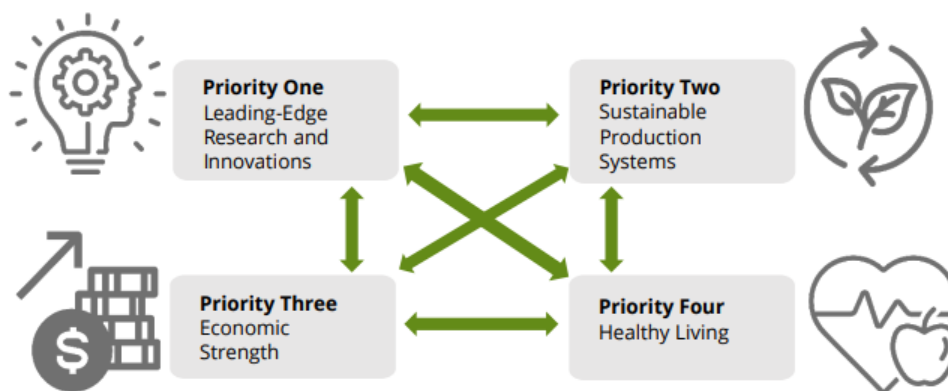 Priority One
Leading-Edge
Research and
Innovations
Priority Two
Sustainable
Production
Systems
Priority Three
Economic
Strength
Priority Four
Healthy Living
$